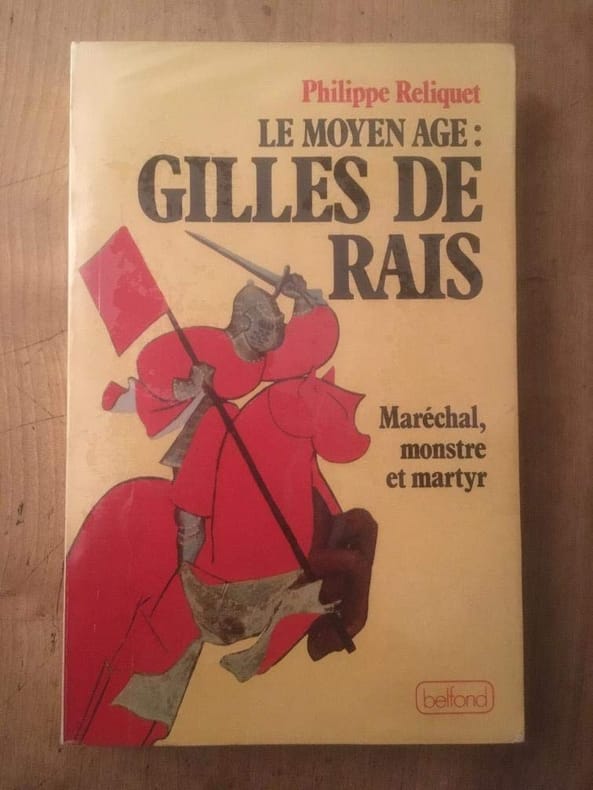 Philippe Reliquet
LE MOYEN AGE:
GILLES DE
RAIS
Maréchal,
monstre
et martyr
belfond